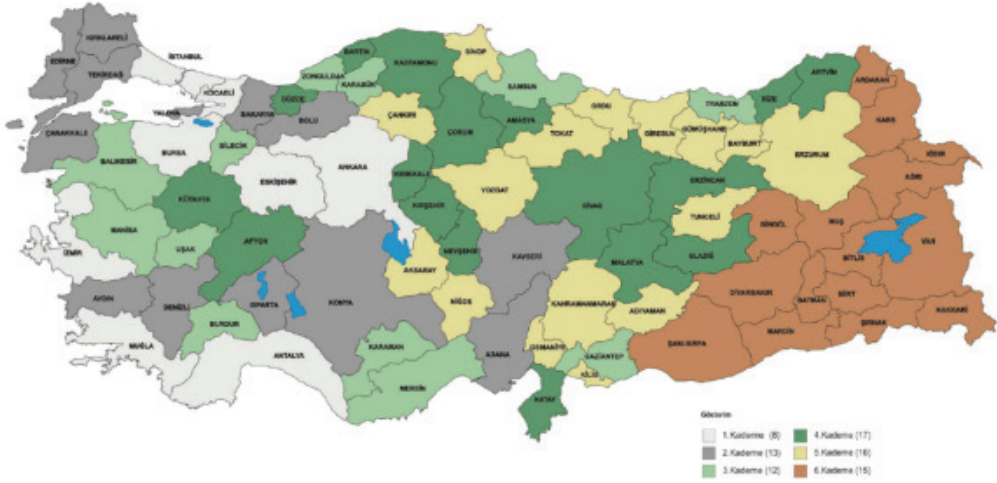 KIRKLARELİ
EDİRNE
TEKİRDAĞ
İSTANBUL
KOCAELİ
YALOVA
SAKARYA
DÜZCE
BOLU
ZONGULDAK
BARTIN
KARABÜK
KASTAMONU
SİNOP
SAMSUN
ÇANKIRI
ÇORUM
AMASYA
ORDU
TOKAT
GİRESUN
TRABZON
GÜMÜŞHANE
BAYBURT
RİZE
ARTVİN
ARDAHAN
KARS
IĞDIR
AĞRI
ERZURUM
ÇANAKKALE
BALIKESİR
BURSA
BİLECİK
ESKİŞEHİR
ANKARA
KIRIKKALE
KIRŞEHİR
YOZGAT
SİVAS
ERZİNCAN
TUNCELİ
BİNGÖL
MUŞ
BİTLİS
VAN
KÜTAHYA
MANİSA
İZMİR
UŞAK
AFYON
NEVŞEHİR
AKSARAY
KAYSERİ
MALATYA
ELAZIĞ
DİYARBAKIR
BATMAN
SİİRT
ŞIRNAK
HAKKARİ
AYDIN
DENİZLİ
ISPARTA
KONYA
NİĞDE
KAHRAMANMARAŞ
ADIYAMAN
ŞANLIURFA
MARDİN
MUĞLA
BURDUR
ANTALYA
KARAMAN
MERSİN
ADANA
OSMANİYE
GAZİANTEP
KİLİS
HATAY
Gösterim
1.Kademe (8)
2.Kademe (13)
3.Kademe (12)
4.Kademe (17)
5.Kademe (16)
6.Kademe (15)